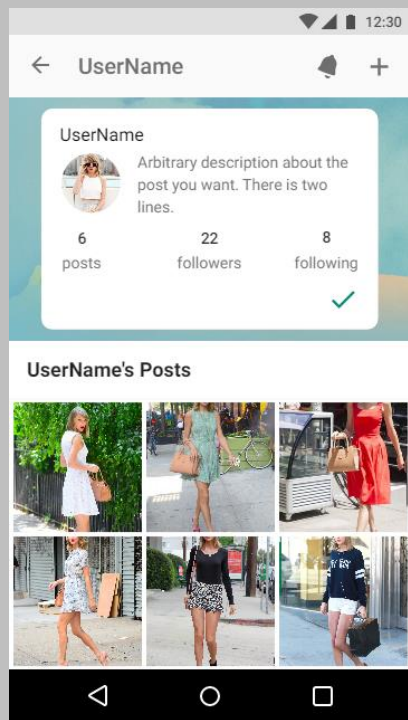 12:30
UserName
UserName
Arbitrary description about the
post you want. There is two
lines.
6 22 8
posts followers following
UserName's Posts